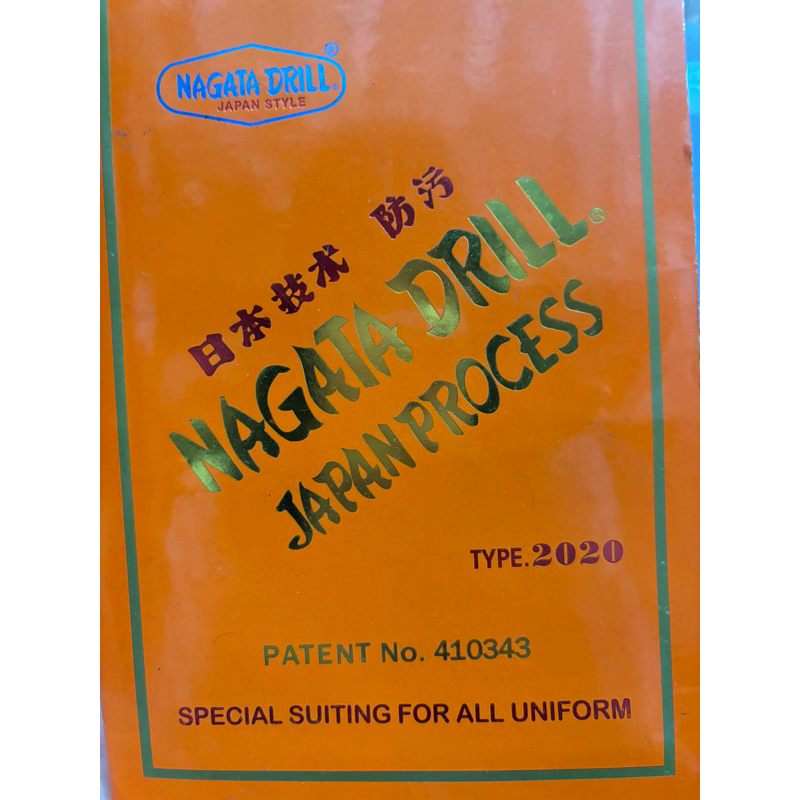 NAGATA DRILL®
JAPAN STYLE
日本技术 防污
NAGATA DRILL®
JAPAN PROCESS
TYPE.2020
PATENT No. 410343
SPECIAL SUITING FOR ALL UNIFORM